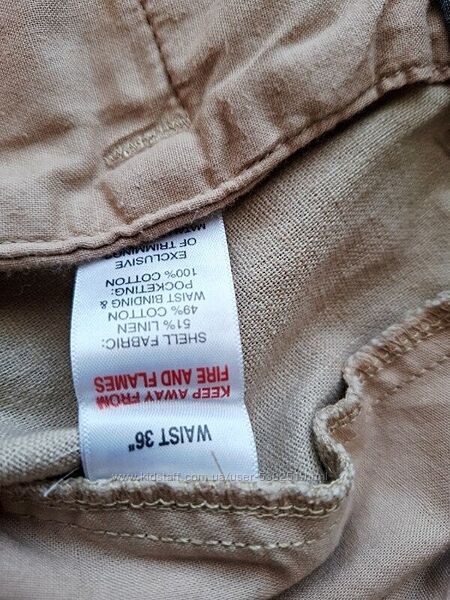 WAIST 36"
KEEP AWAY FROM
FIRE AND FLAMES
SHELL FABRIC:
51% LINEN
49% COTTON
WAIST BINDING &
POCKETING:
100% COTTON
EXCLUSIVE
OF TRIMMINGS